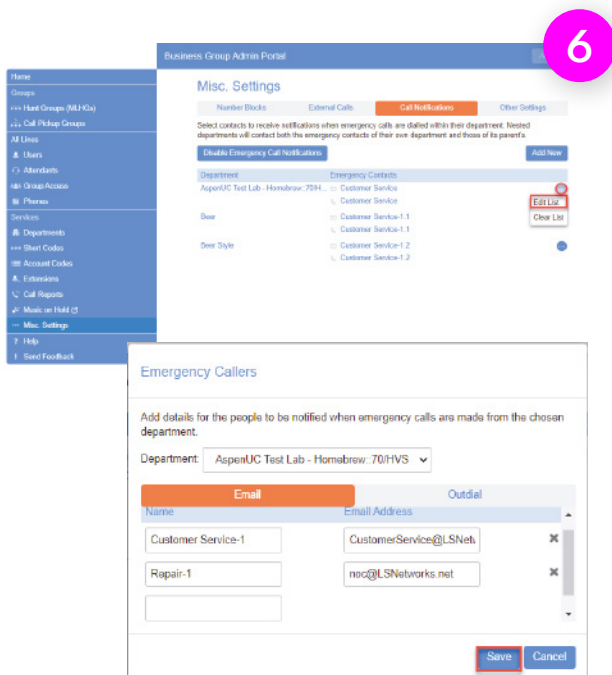 6
Business Group Admin Portal
Home
Groups
Hunt Groups (MLHGs)
Call Pickup Groups
All Lines
Users
Attendants
Group Access
Phones
Services
Departments
Short Codes
Account Codes
Extensions
Call Reports
Music on Hold
Misc. Settings
? Help
! Send Feedback
Misc. Settings
Number Blocks External Calls Call Notifications Other Settings
Select contacts to receive notifications when emergency calls are dialled within their department. Nested
departments will contact both the emergency contacts of their own department and those of its parent's.
Disable Emergency Call Notifications Add New
Department Emergency Contacts
AspenUC Test Lab - Homebrew::70/H... Customer Service
Customer Service
Edit List
Clear List
Beer Customer Service-1.1
Customer Service-1.1
Beer Style Customer Service-1.2
Customer Service-1.2
Emergency Callers
Add details for the people to be notified when emergency calls are made from the chosen
department.
Department: AspenUC Test Lab - Homebrew::70/HVS
Email Outdial
Name Email Address
Customer Service-1 CustomerService@LSNetw
Repair-1 noc@LSNetworks.net
Save Cancel